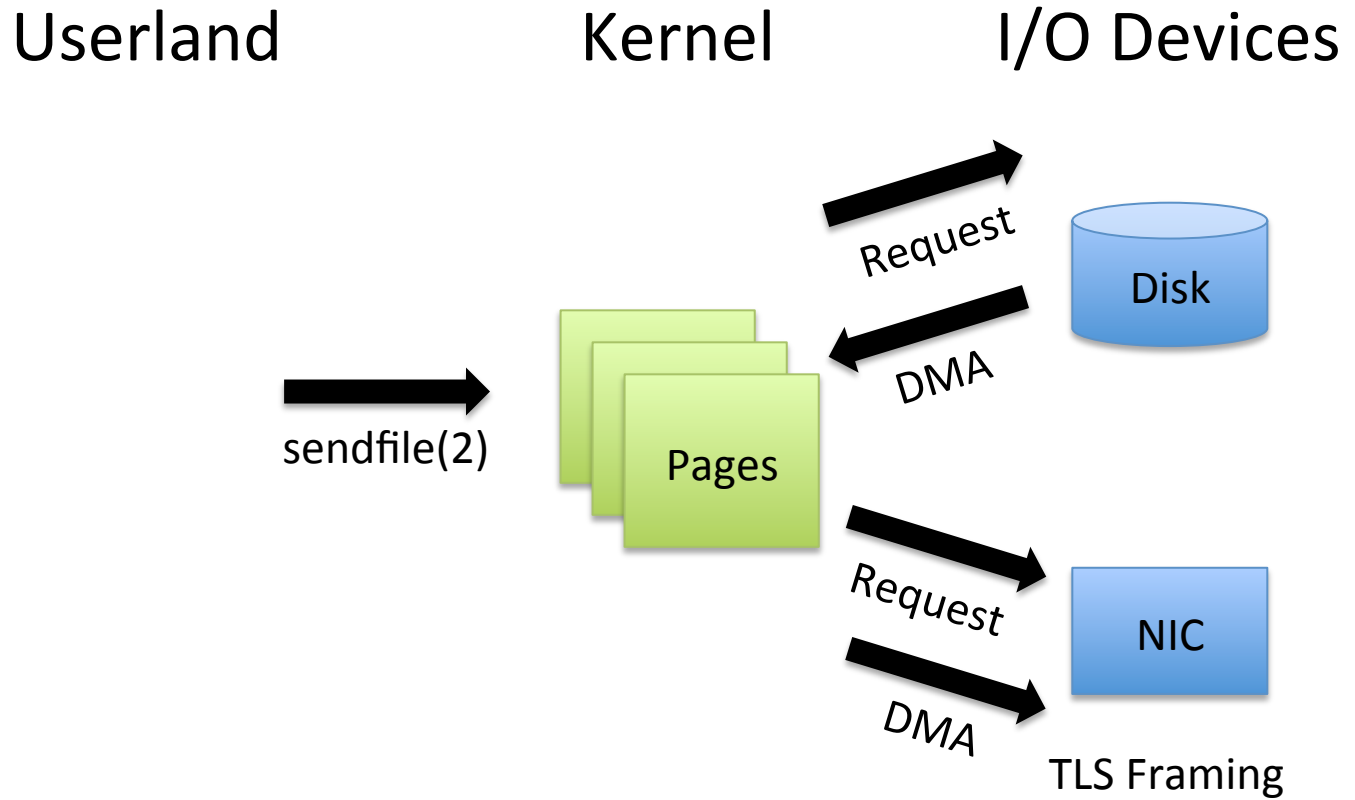 Userland
Kernel
I/O Devices
Request
Disk
DMA
sendfile(2)
Pages
Request
NIC
DMA
TLS Framing